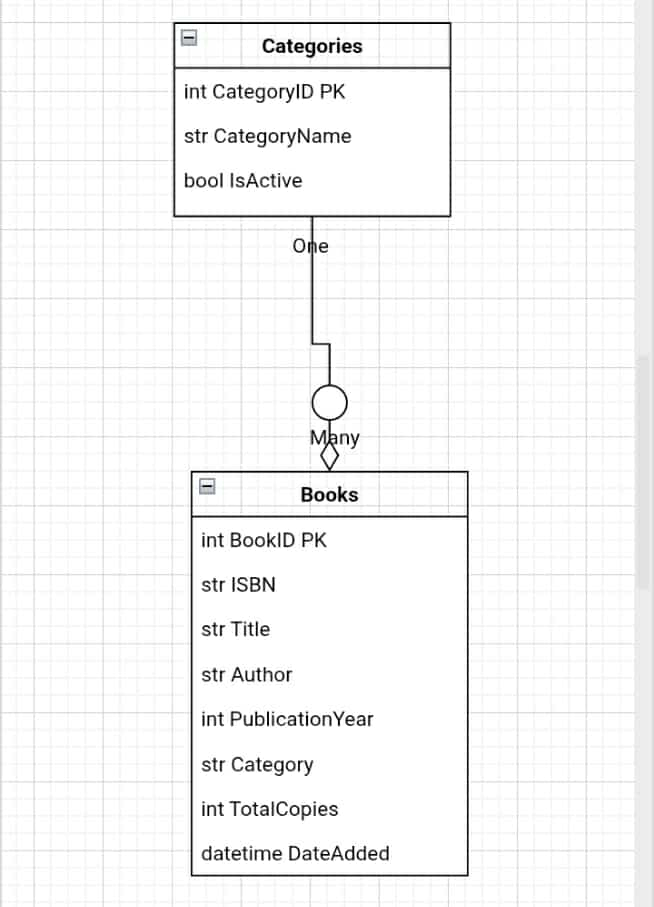 Categories
int CategoryID PK
str CategoryName
bool IsActive
One
Many
Books
int BookID PK
str ISBN
str Title
str Author
int PublicationYear
str Category
int TotalCopies
datetime DateAdded